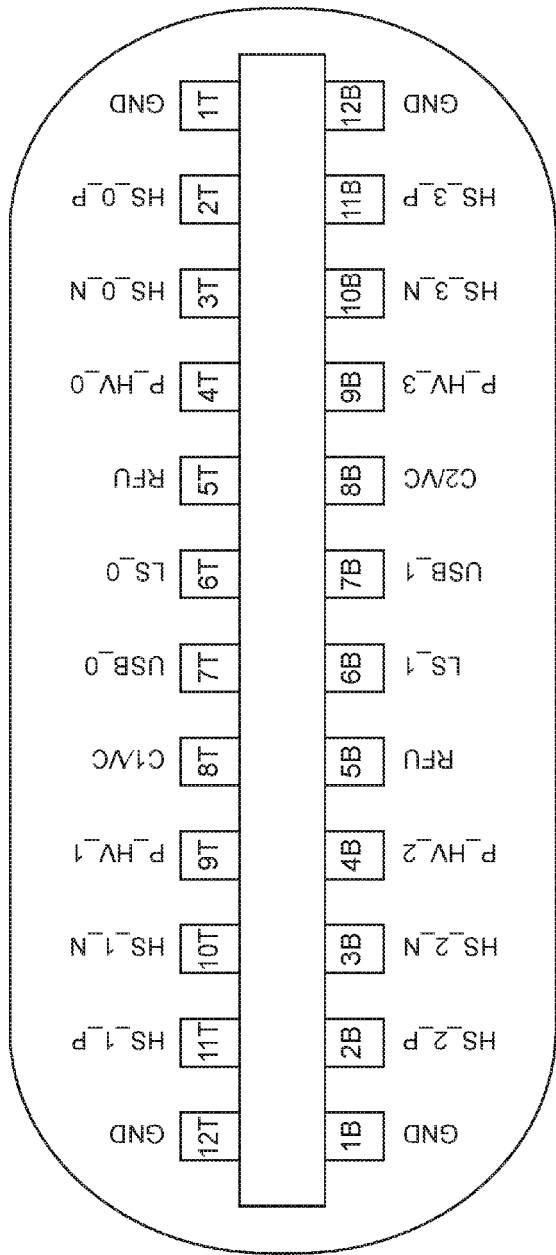 GND 1T 12B GND
HS_0_P 2T 11B HS_3_P
HS_0_N 3T 10B HS_3_N
P_HV_0 4T 9B P_HV_3
RFU 5T 8B C2/VC
LS_0 6T 7B USB_1
USB_0 7T 6B LS_1
C1/VC 8T 5B RFU
P_HV_1 9T 4B P_HV_2
HS_1_N 10T 3B HS_2_N
HS_1_P 11T 2B HS_2_P
GND 12T 1B GND